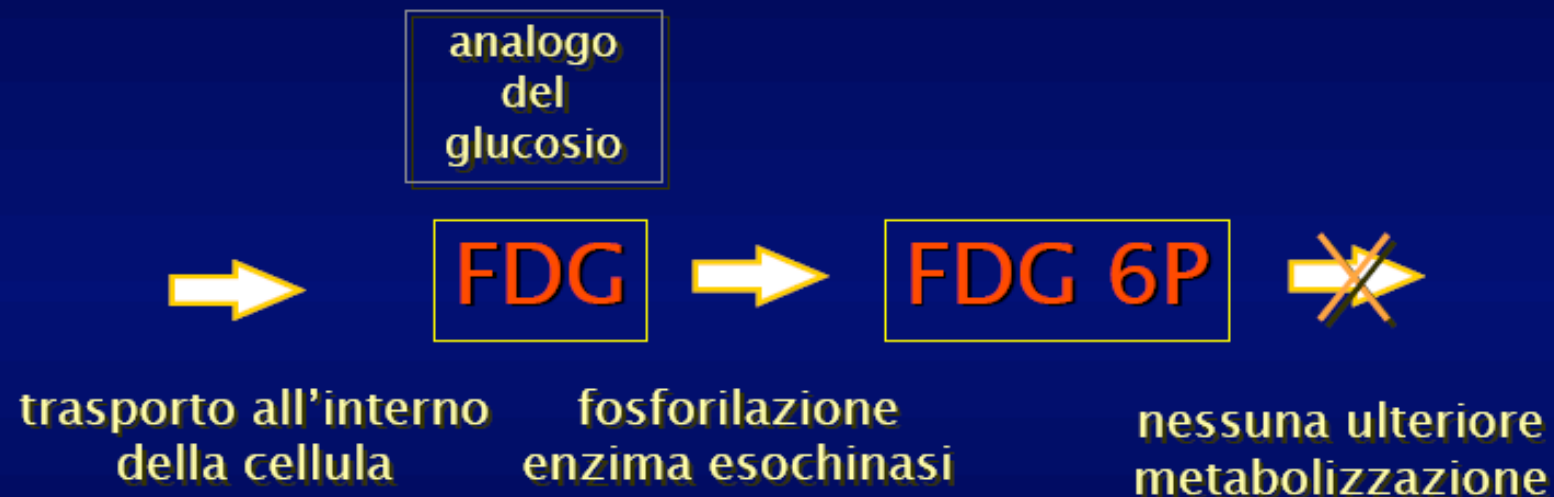 analogo
del
glucosio
FDG
FDG 6P
trasporto all'interno
della cellula
fosforilazione
enzima esochinasi
nessuna ulteriore
metabolizzazione